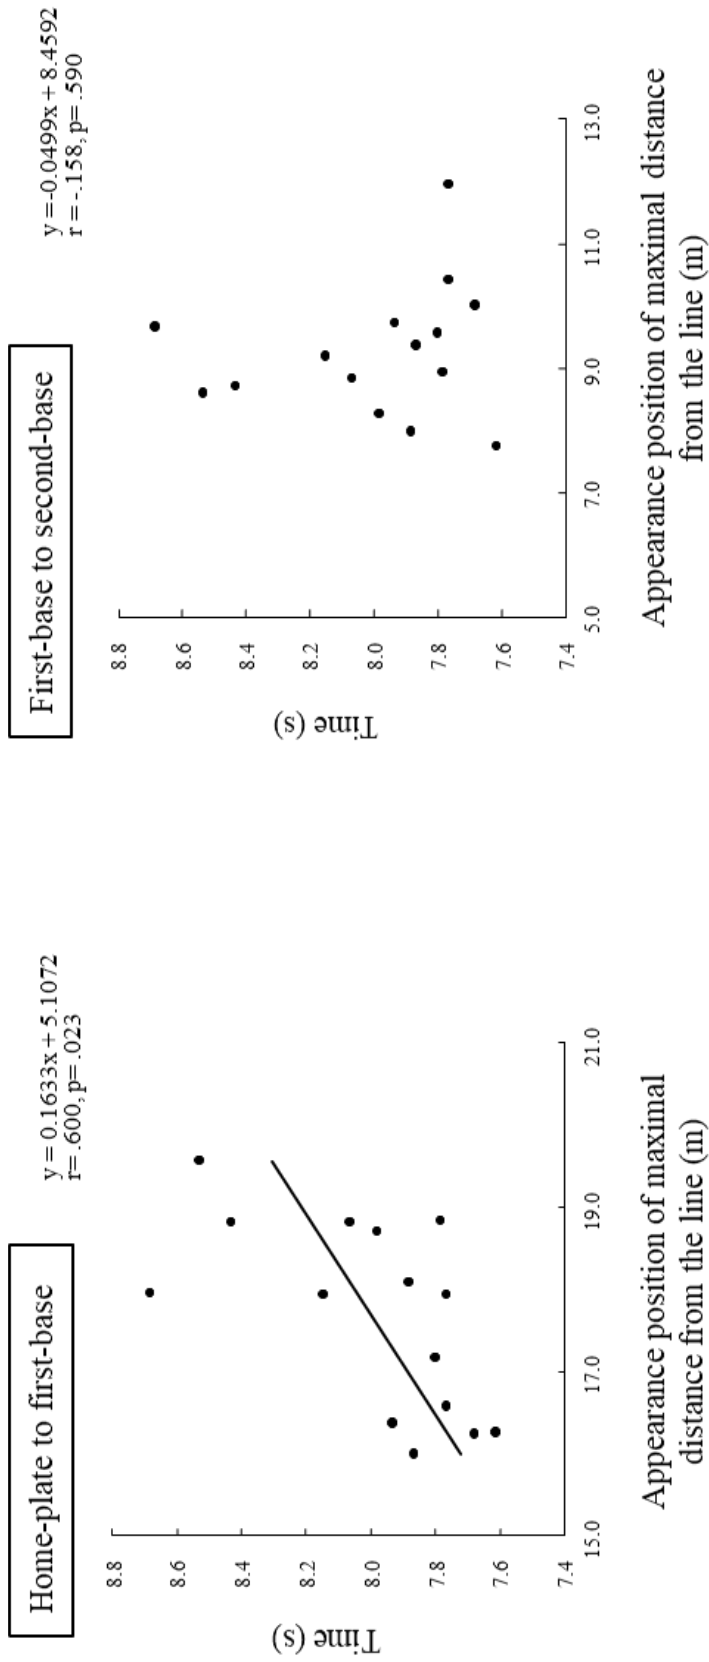 Home-plate to first-base
y = 0.1633x + 5.1072
r= .600, p= .023
Time (s)
8.8
8.6
8.4
8.2
8.0
7.8
7.6
7.4
15.0
17.0
19.0
21.0
Appearance position of maximal
distance from the line (m)
First-base to second-base
y =-0.0499x + 8.4592
r = -.158, p= .590
Time (s)
8.8
8.6
8.4
8.2
8.0
7.8
7.6
7.4
5.0
7.0
9.0
11.0
13.0
Appearance position of maximal distance
from the line (m)